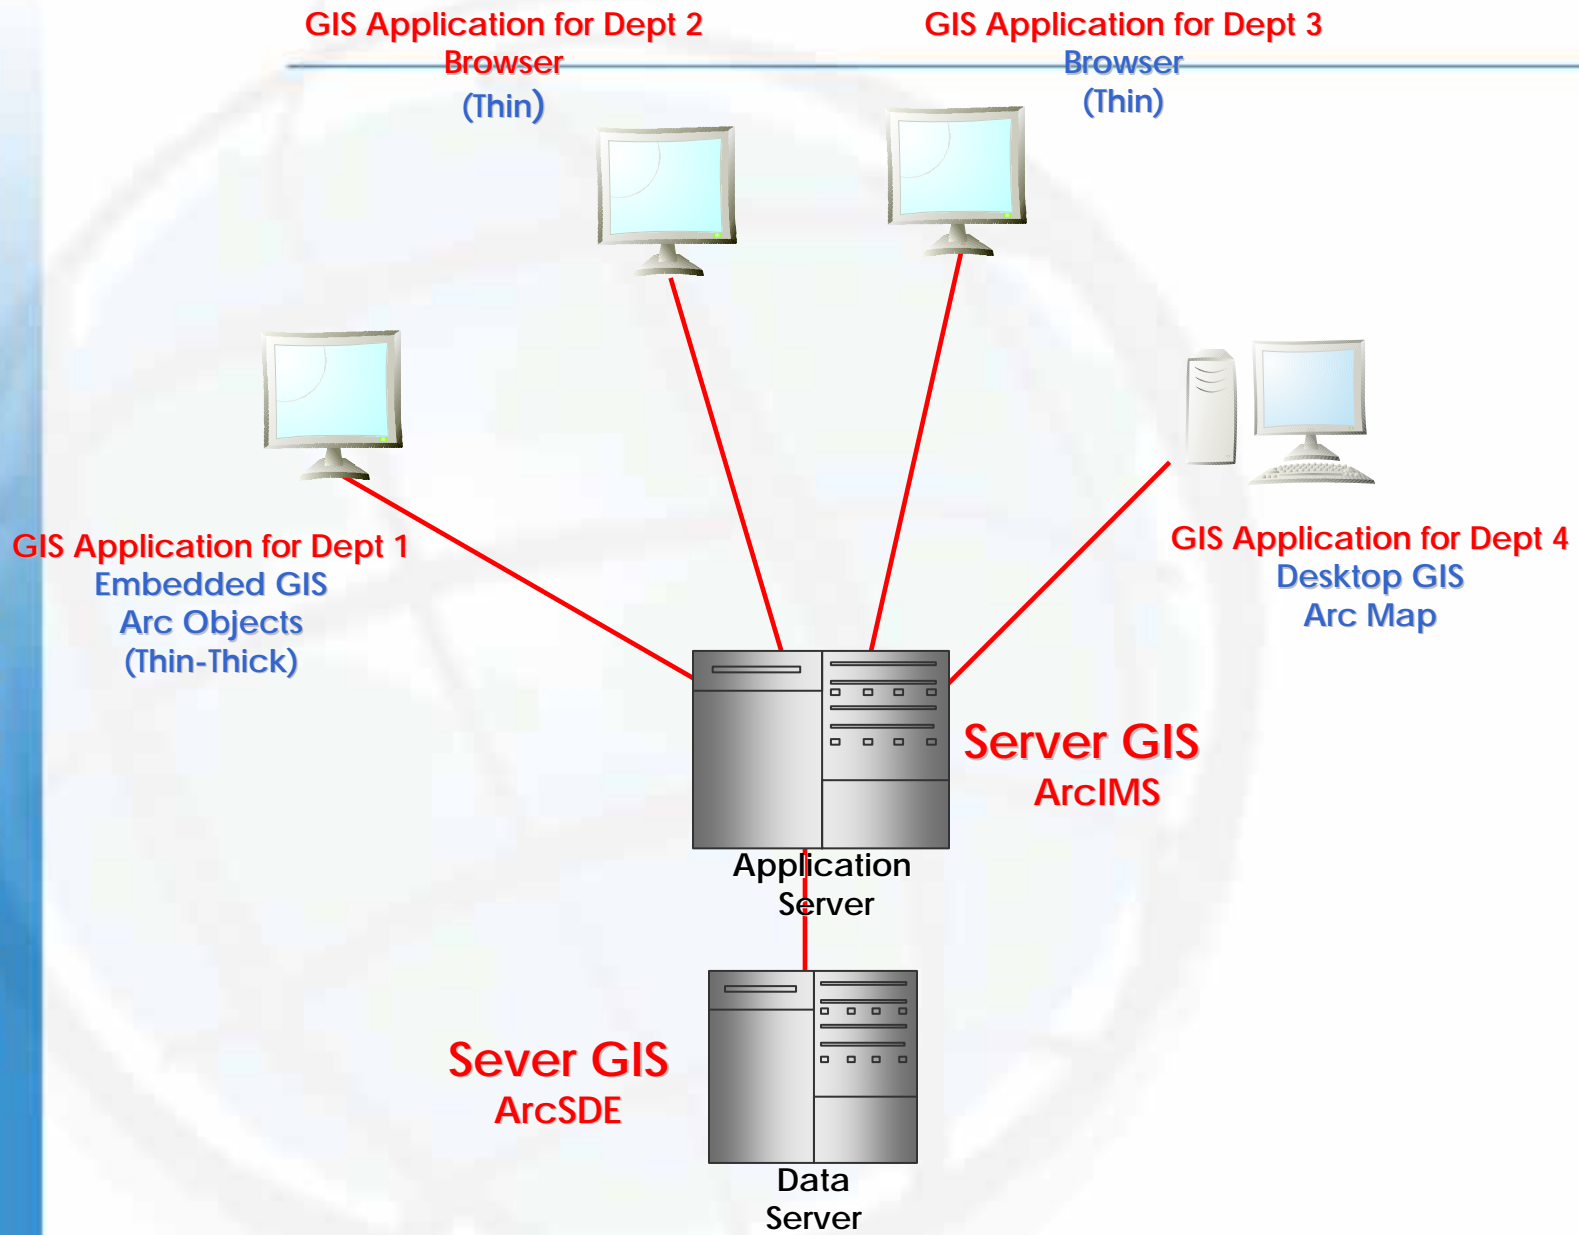 GIS Application for Dept 2
Browser
(Thin)
GIS Application for Dept 3
Browser
(Thin)
GIS Application for Dept 1
Embedded GIS
Arc Objects
(Thin-Thick)
GIS Application for Dept 4
Desktop GIS
Arc Map
Server GIS
ArcIMS
Application
Server
Sever GIS
ArcSDE
Data
Server